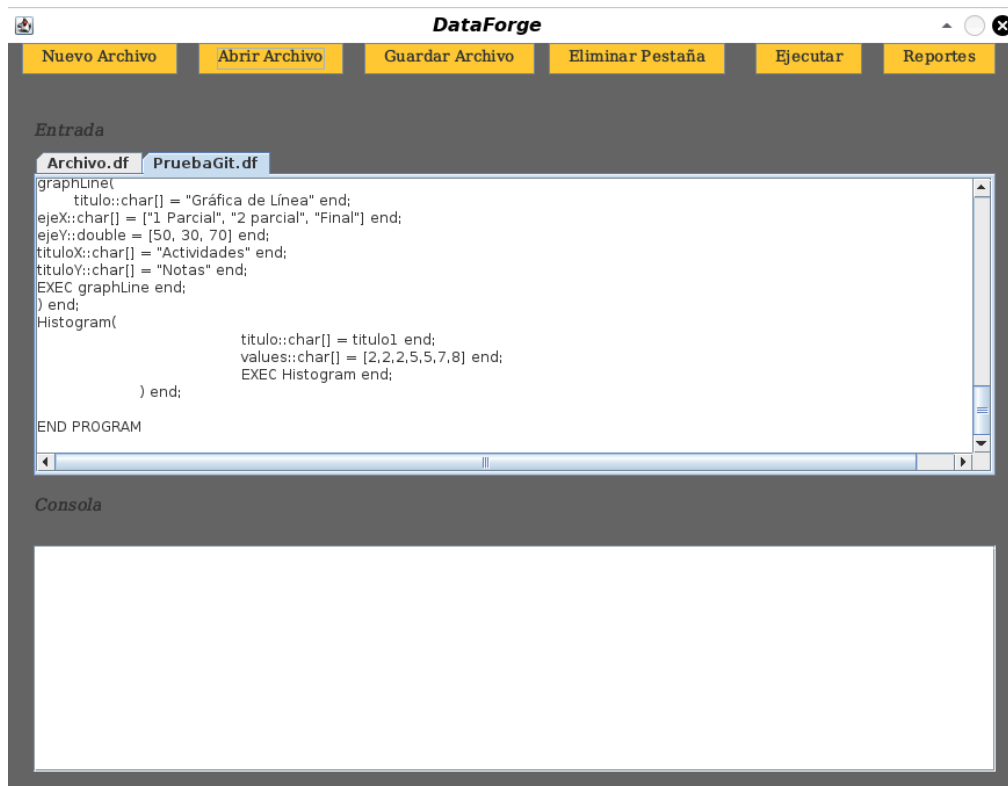 DataForge
Nuevo Archivo Abrir Archivo Guardar Archivo Eliminar Pestaña Ejecutar Reportes
Entrada
Archivo.df PruebaGit.df
graphLine(
titulo::char[] = "Gráfica de Línea" end;
ejeX::char[] = ["1 Parcial", "2 parcial", "Final"] end;
ejeY::double = [50, 30, 70] end;
tituloX::char[] = "Actividades" end;
tituloY::char[] = "Notas" end;
EXEC graphLine end;
) end;
Histogram(
titulo::char[] = titulo1 end;
values::char[] = [2,2,2,5,5,7,8] end;
EXEC Histogram end;
) end;
END PROGRAM
Consola